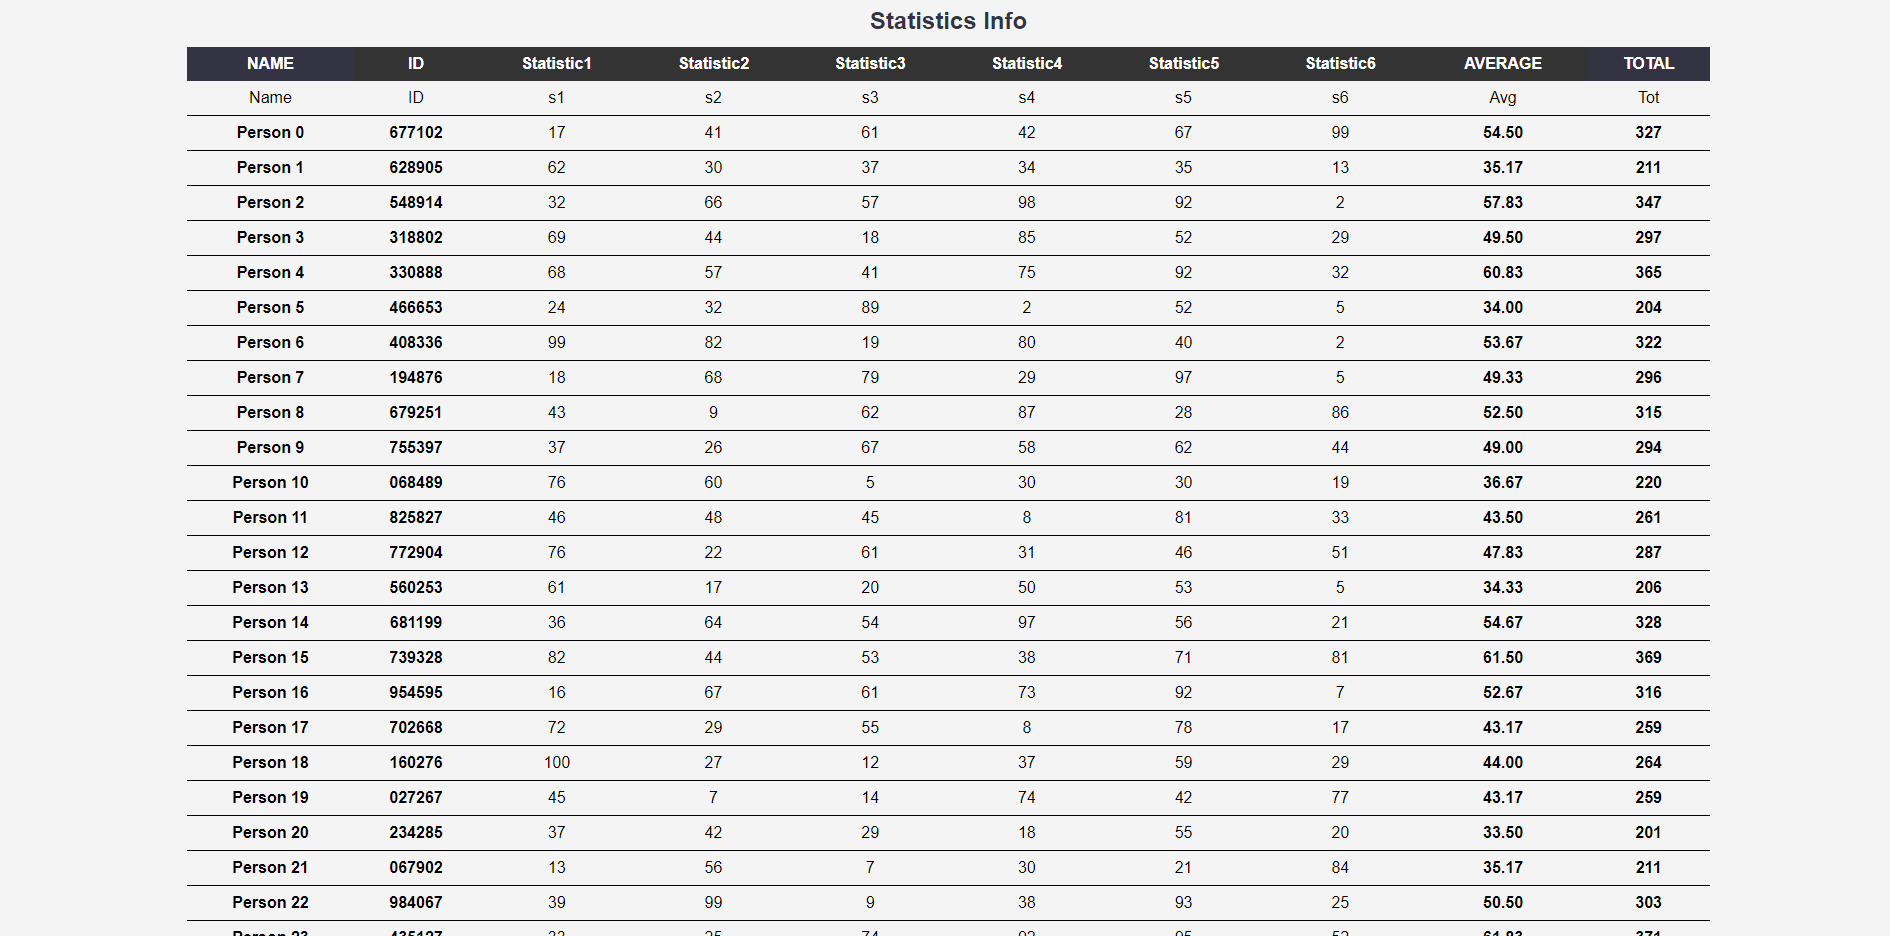 Statistics Info
NAME ID Statistic1 Statistic2 Statistic3 Statistic4 Statistic5 Statistic6 AVERAGE TOTAL
Name ID s1 s2 s3 s4 s5 s6 Avg Tot
Person 0 677102 17 41 61 42 67 99 54.50 327
Person 1 628905 62 30 37 34 35 13 35.17 211
Person 2 548914 32 66 57 98 92 2 57.83 347
Person 3 318802 69 44 18 85 52 29 49.50 297
Person 4 330888 68 57 41 75 92 32 60.83 365
Person 5 466653 24 32 89 2 52 5 34.00 204
Person 6 408336 99 82 19 80 40 2 53.67 322
Person 7 194876 18 68 79 29 97 5 49.33 296
Person 8 679251 43 9 62 87 28 86 52.50 315
Person 9 755397 37 26 67 58 62 44 49.00 294
Person 10 068489 76 60 5 30 30 19 36.67 220
Person 11 825827 46 48 45 8 81 33 43.50 261
Person 12 772904 76 22 61 31 46 51 47.83 287
Person 13 560253 61 17 20 50 53 5 34.33 206
Person 14 681199 36 64 54 97 56 21 54.67 328
Person 15 739328 82 44 53 38 71 81 61.50 369
Person 16 954595 16 67 61 73 92 7 52.67 316
Person 17 702668 72 29 55 8 78 17 43.17 259
Person 18 160276 100 27 12 37 59 29 44.00 264
Person 19 027267 45 7 14 74 42 77 43.17 259
Person 20 234285 37 42 29 18 55 20 33.50 201
Person 21 067902 13 56 7 30 21 84 35.17 211
Person 22 984067 39 99 9 38 93 25 50.50 303
Person